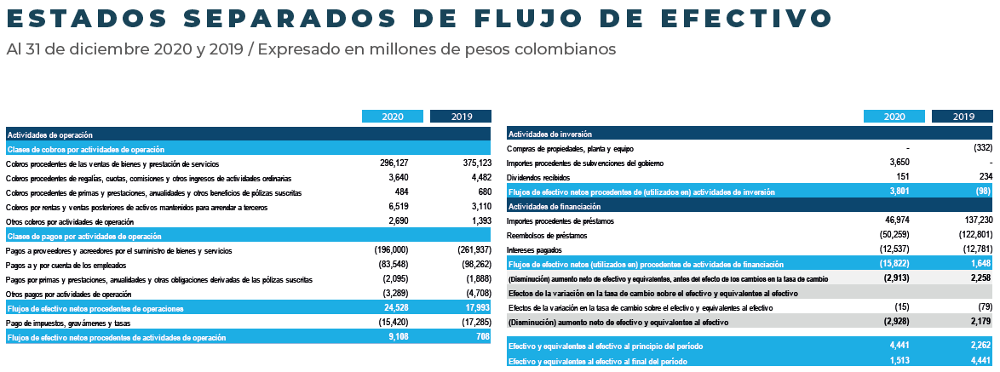 ESTADOS SEPARADOS DE FLUJO DE EFECTIVO
Al 31 de diciembre 2020 y 2019 / Expresado en millones de pesos colombianos
2020 2019
Actividades de operación
Clases de cobros por actividades de operación
Cobros procedentes de las ventas de bienes y prestación de servicios 296,127 375,123
Cobros procedentes de regalías, cuotas, comisiones y otros ingresos de actividades ordinarias 3,640 4,482
Cobros procedentes de primas y prestaciones, anualidades y otros beneficios de pólizas suscritas 484 680
Cobros por rentas y ventas posteriores de activos mantenidos para arrendar a terceros 6,519 3,110
Otros cobros por actividades de operación 2,690 1,393
Clases de pagos por actividades de operación
Pagos a proveedores y acreedores por el suministro de bienes y servicios (196,000) (261,937)
Pagos a y por cuenta de los empleados (83,548) (98,262)
Pagos por primas y prestaciones, anualidades y otras obligaciones derivadas de las pólizas suscritas (2,095) (1,888)
Otros pagos por actividades de operación (3,289) (4,708)
Flujos de efectivo netos procedentes de operaciones 24,528 17,993
Pago de impuestos, gravámenes y tasas (15,420) (17,285)
Flujos de efectivo netos procedentes de actividades de operación 9,108 708
2020 2019
Actividades de inversión
Compras de propiedades, planta y equipo - (332)
Importes procedentes de subvenciones del gobierno 3,650 -
Dividendos recibidos 151 234
Flujos de efectivo netos procedentes de (utilizados en) actividades de inversión 3,801 (98)
Actividades de financiación
Importes procedentes de préstamos 46,974 137,230
Reembolsos de préstamos (50,259) (122,801)
Intereses pagados (12,537) (12,781)
Flujos de efectivo netos (utilizados en) procedentes de actividades de financiación (15,822) 1,648
(Disminución) aumento neto de efectivo y equivalentes, antes del efecto de los cambios en la tasa de cambio (2,913) 2,258
Efectos de la variación en la tasa de cambio sobre el efectivo y equivalentes al efectivo
Efectos de la variación en la tasa de cambio sobre el efectivo y equivalentes al efectivo (15) (79)
(Disminución) aumento neto de efectivo y equivalentes al efectivo (2,928) 2,179
Efectivo y equivalentes al efectivo al principio del período 4,441 2,262
Efectivo y equivalentes al efectivo al final del período 1,513 4,441